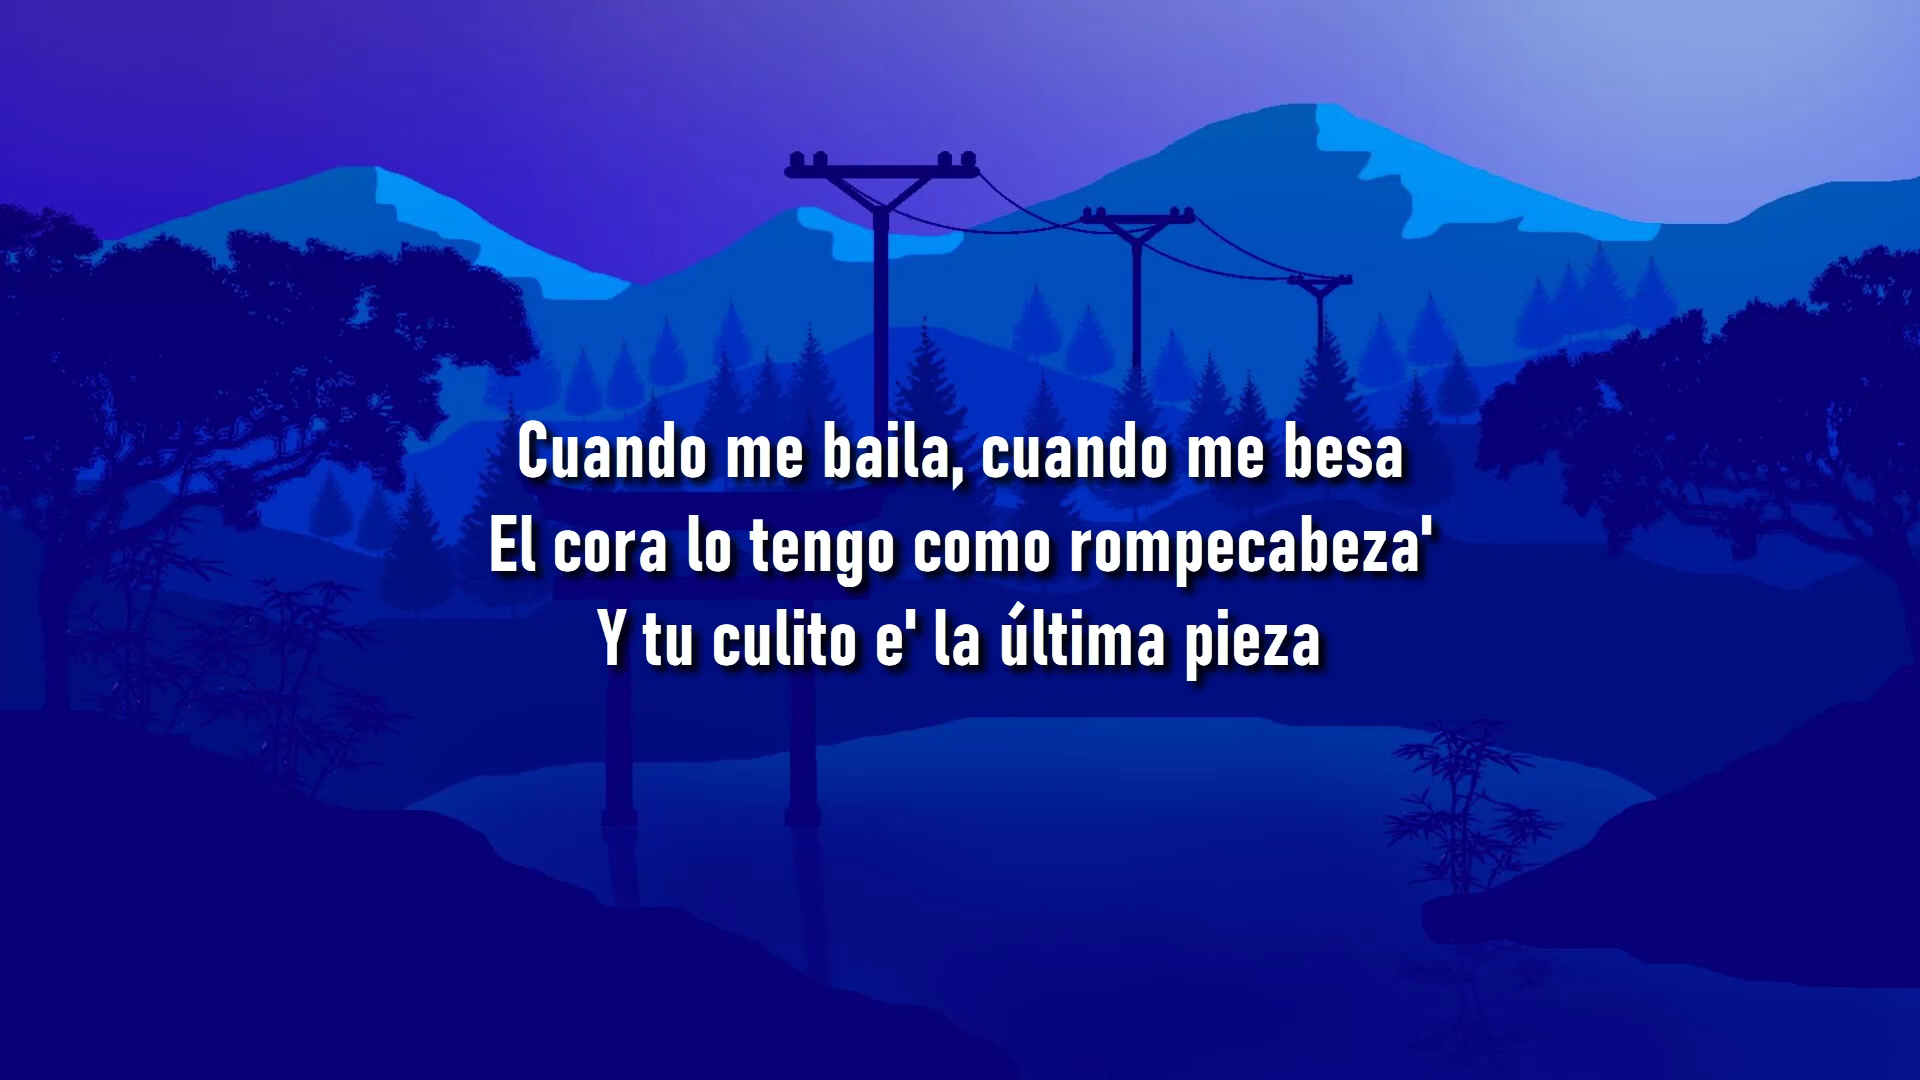 Cuando me baila, cuando me besa
El cora lo tengo como rompecabeza'
Y tu culito e' la última pieza